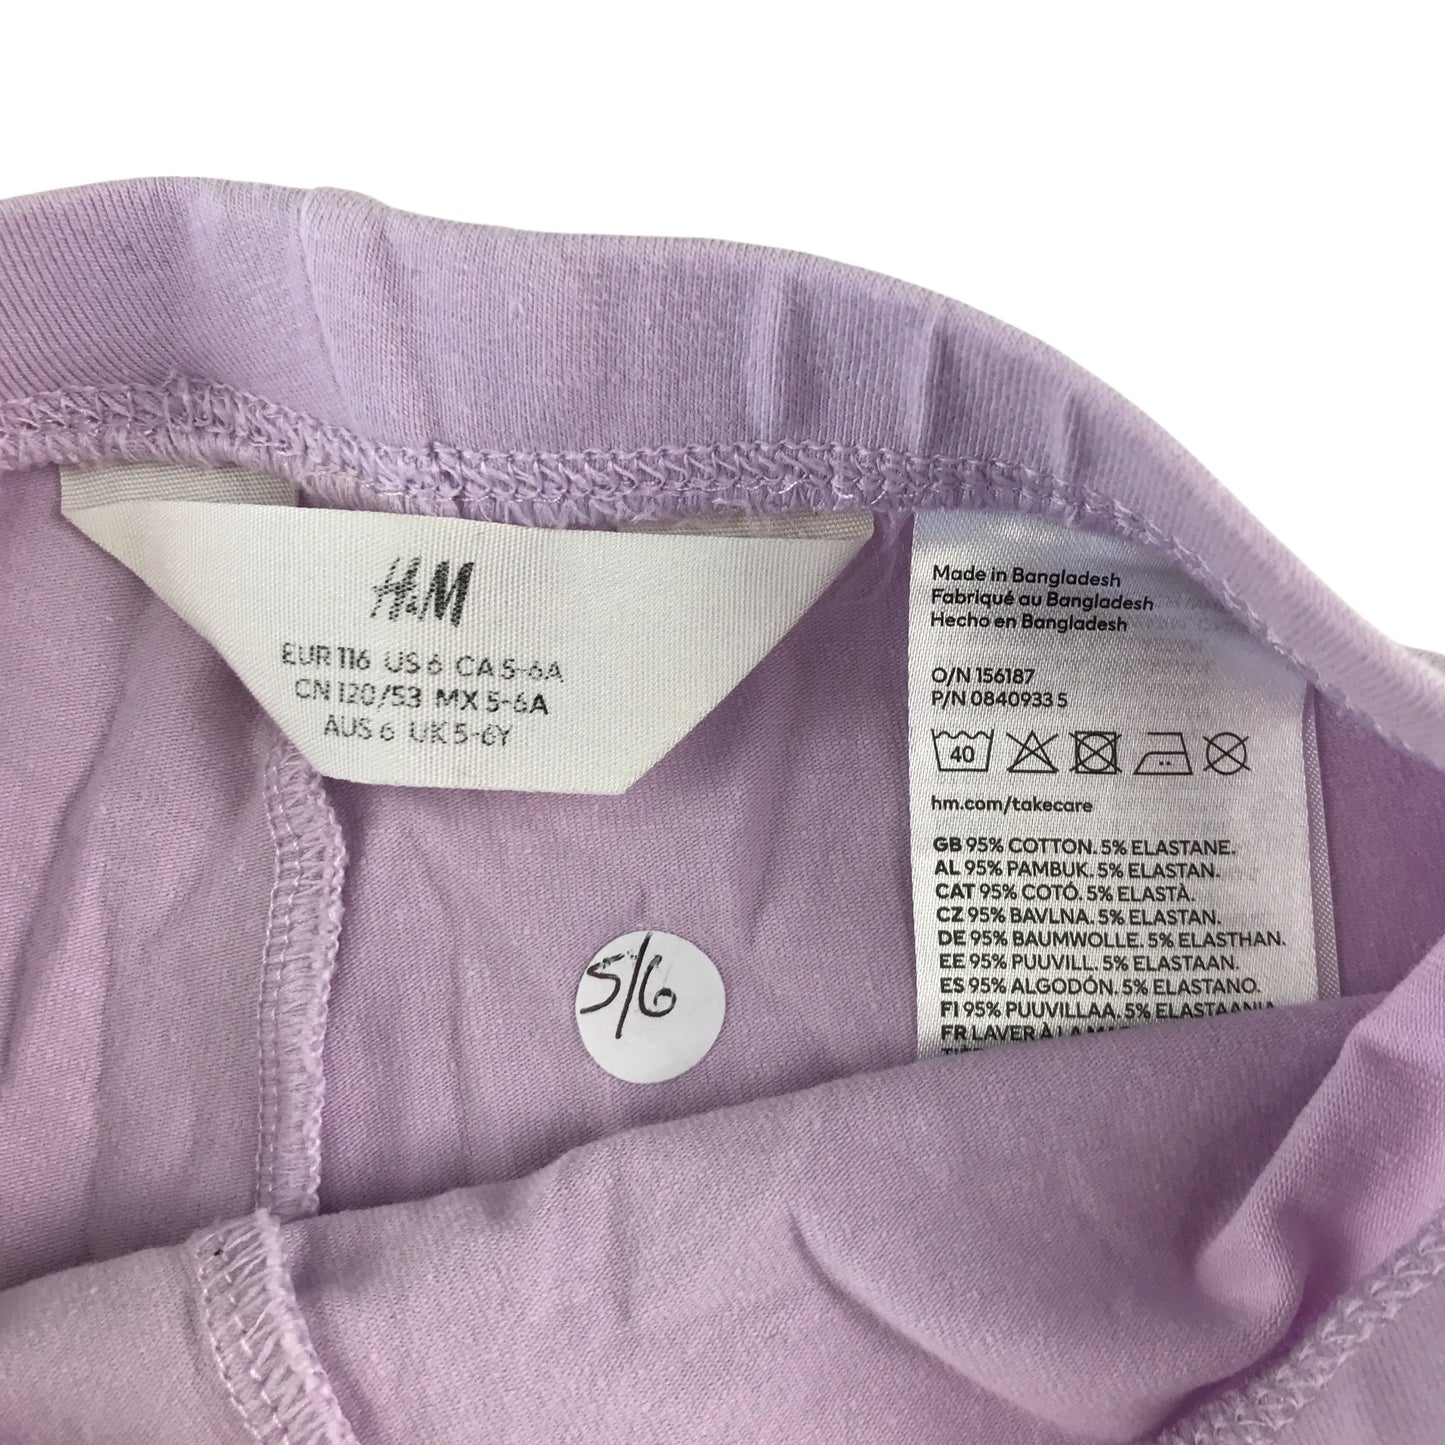 H&M
EUR 116 US 6 CA 5-6A
CN 120/53 MX 5-6A
AUS 6 UK 5-6Y
Made in Bangladesh
Fabriqué au Bangladesh
Hecho en Bangladesh
O/N 156187
P/N 0840933 5
40
hm.com/takecare
GB 95% COTTON. 5% ELASTANE.
AL 95% PAMBUK. 5% ELASTAN.
CAT 95% COTÓ. 5% ELASTÀ.
CZ 95% BAVLNA. 5% ELASTAN.
DE 95% BAUMWOLLE. 5% ELASTHAN.
EE 95% PUUVILL. 5% ELASTAAN.
ES 95% ALGODÓN. 5% ELASTANO.
FI 95% PUUVILLAA. 5% ELASTAANIA
FR LAVER À LA
5/6